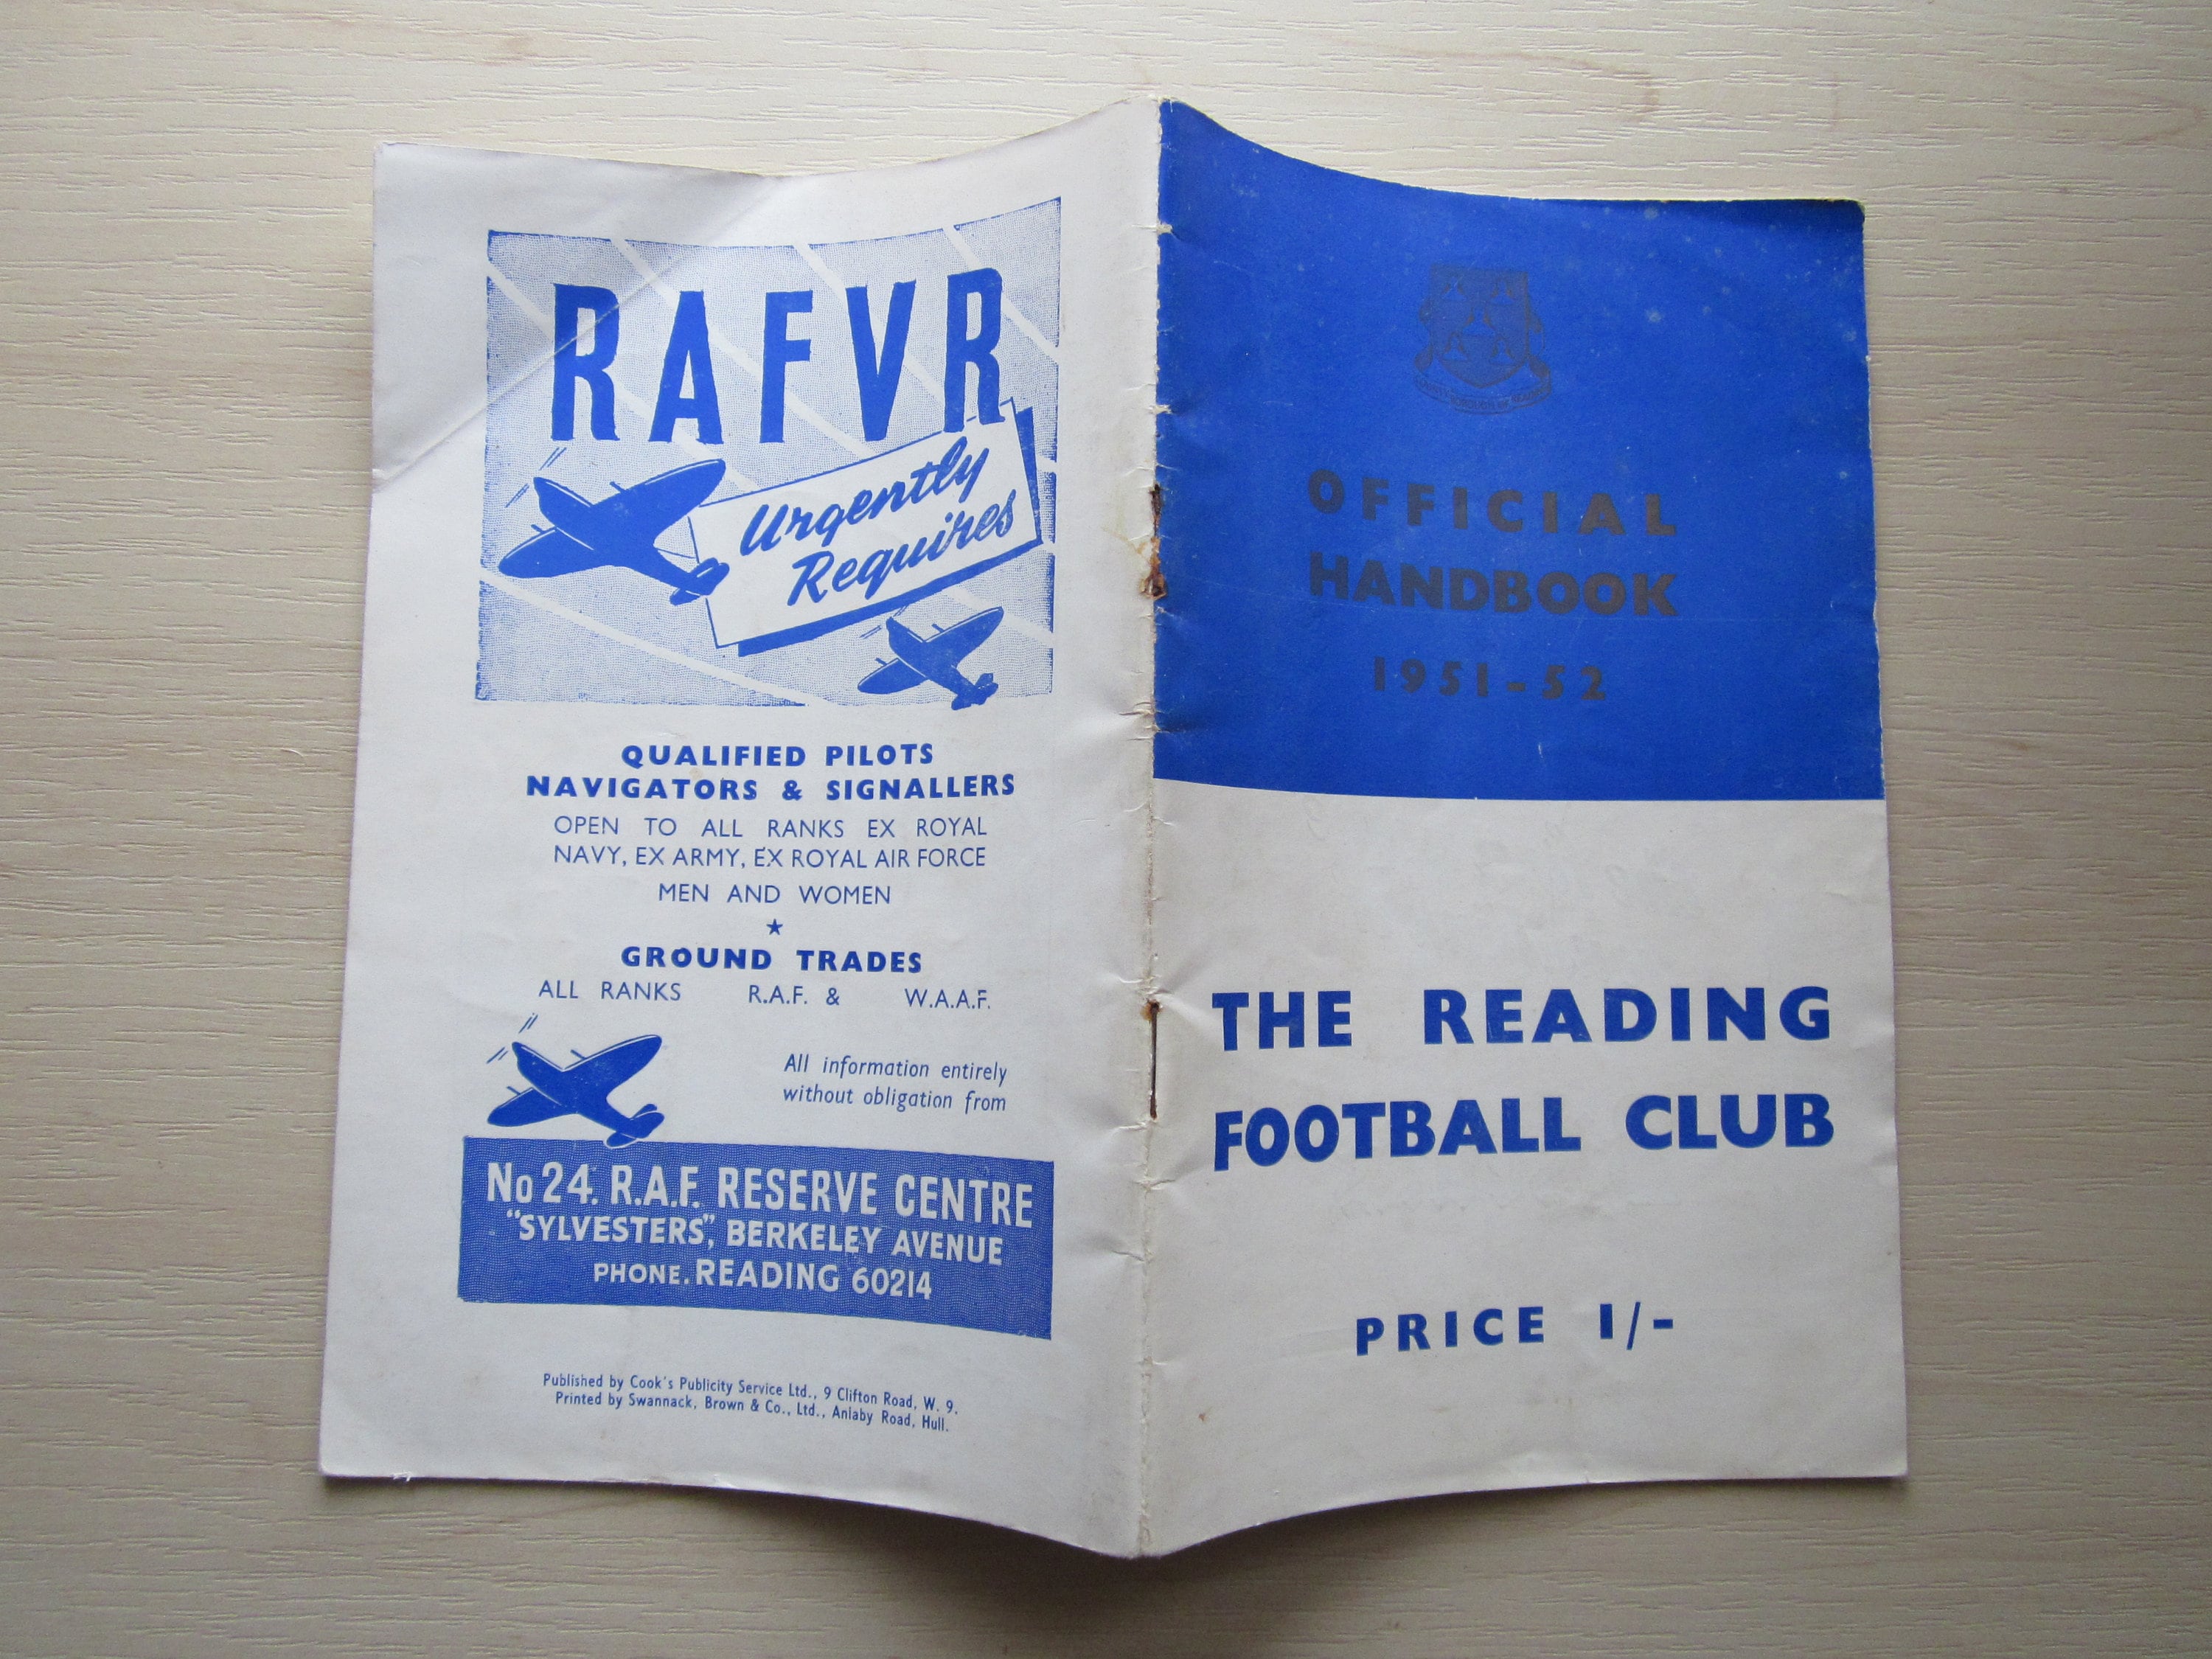 RAFVR
Urgently
Requires
QUALIFIED PILOTS
NAVIGATORS & SIGNALLERS
OPEN TO ALL RANKS EX ROYAL
NAVY, EX ARMY, EX ROYAL AIR FORCE
MEN AND WOMEN
GROUND TRADES
ALL RANKS R.A.F. & W.A.A.F.
All information entirely
without obligation from
No 24. R.A.F. RESERVE CENTRE
"SYLVESTERS", BERKELEY AVENUE
PHONE. READING 60214
Published by Cook's Publicity Service Ltd., 9 Clifton Road, W. 9.
Printed by Swannack, Brown & Co., Ltd., Anlaby Road, Hull.
OFFICIAL
HANDBOOK
1951-52
THE READING
FOOTBALL CLUB
PRICE 1/-